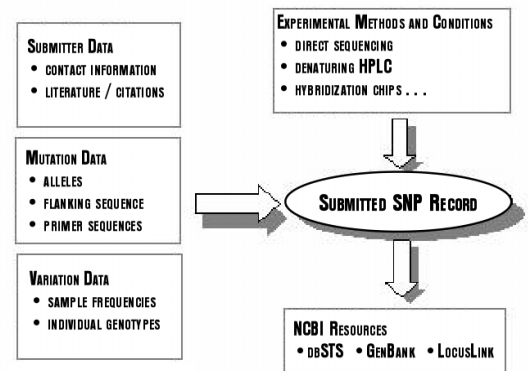 Submitter Data
• contact information
• literature / citations
Mutation Data
• alleles
• flanking sequence
• primer sequences
Variation Data
• sample frequencies
• individual genotypes
Experimental Methods and Conditions
• direct sequencing
• denaturing HPLC
• hybridization chips . . .
Submitted SNP Record
NCBI Resources
• dbSTS • GenBank • LocusLink